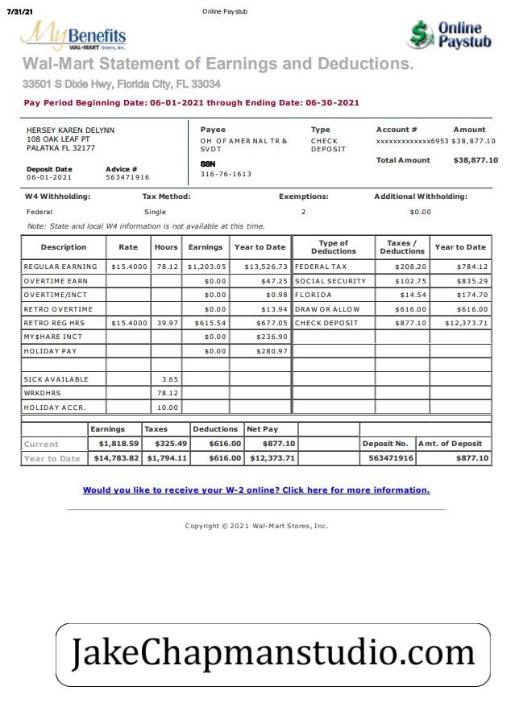 7/31/21 Online Paystub
MyBenefits
WAL-MART Stores, Inc.
Online
Paystub
Wal-Mart Statement of Earnings and Deductions.
33501 S Dixie Hwy, Florida City, FL 33034
Pay Period Beginning Date: 06-01-2021 through Ending Date: 06-30-2021
HERSEY KAREN DELYNN
108 OAK LEAF PT
PALATKA FL 32177
Deposit Date Advice #
06-01-2021 563471916
Payee Type Account # Amount
OH OF AMER NAL TR & CHECK xxxxxxxxxxxxx6953 $38,877.10
SVDT DEPOSIT
Total Amount $38,877.10
SSN
316-76-1613
W4 Withholding: Tax Method: Exemptions: Additional Withholding:
Federal Single 2 $0.00
Note: State and local W4 information is not available at this time.
Description Rate Hours Earnings Year to Date Type of Deductions Taxes / Deductions Year to Date
REGULAR EARNING $15.4000 78.12 $1,203.05 $13,526.73 FEDERAL TAX $208.20 $784.12
OVERTIME EARN $0.00 $47.25 SOCIAL SECURITY $102.75 $835.29
OVERTIME/INCT $0.00 $0.98 FLORIDA $14.54 $174.70
RETRO OVERTIME $0.00 $13.94 DRAW OR ALLOW $616.00 $616.00
RETRO REG HRS $15.4000 39.97 $615.54 $677.05 CHECK DEPOSIT $877.10 $12,373.71
MY$HARE INCT $0.00 $236.90
HOLIDAY PAY $0.00 $280.97
SICK AVAILABLE 3.65
WRKDHRS 78.12
HOLIDAY ACCR. 10.00
Earnings Taxes Deductions Net Pay
Current $1,818.59 $325.49 $616.00 $877.10 Deposit No. Amt. of Deposit
Year to Date $14,783.82 $1,794.11 $616.00 $12,373.71 563471916 $877.10
Would you like to receive your W-2 online? Click here for more information.
Copyright © 2021 Wal-Mart Stores, Inc.
JakeChapmanstudio.com